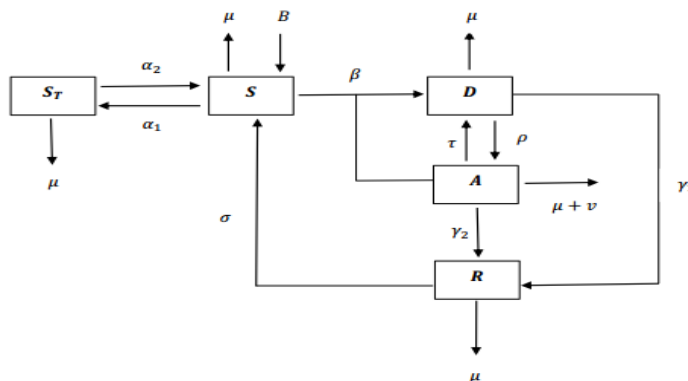 μ B μ
α₂ β
S_T S D
α₁ τ ρ
μ A γ
σ μ + v
γ₂
R
μ